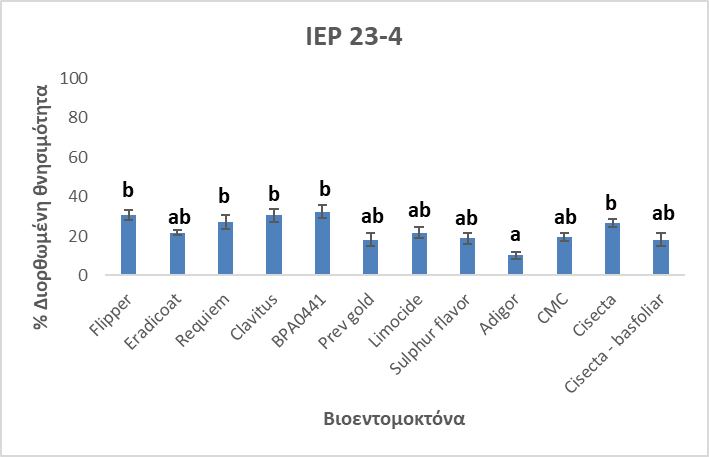 ΙΕΡ 23-4
% Διορθωμένη θνησιμότητα
100
80
60
40
20
0
b
ab
b
b
b
ab
ab
ab
a
ab
b
ab
Flipper
Eradicoat
Requiem
Clavitus
BPA0441
Prev gold
Limocide
Sulphur flavor
Adigor
CMC
Cisecta
Cisecta - basfoliar
Βιοεντομοκτόνα